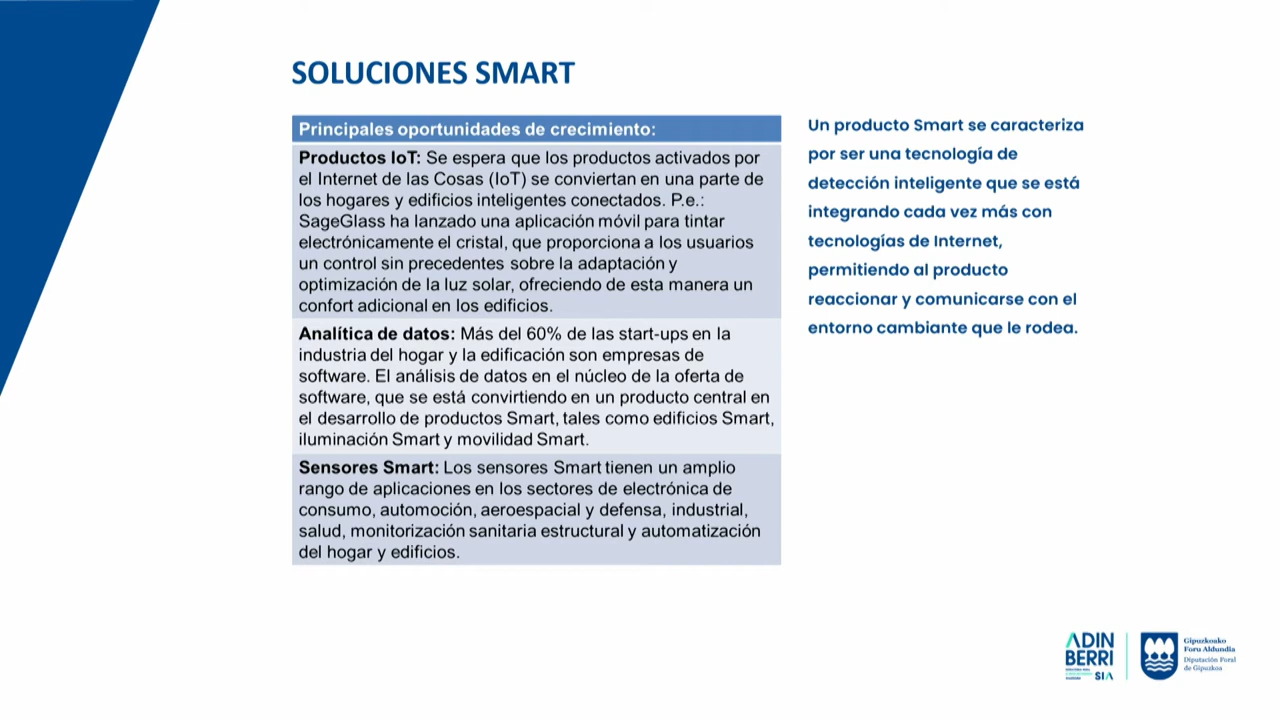 SOLUCIONES SMART
Principales oportunidades de crecimiento:
Productos IoT: Se espera que los productos activados por
el Internet de las Cosas (IoT) se conviertan en una parte de
los hogares y edificios inteligentes conectados. P.e.:
SageGlass ha lanzado una aplicación móvil para tintar
electrónicamente el cristal, que proporciona a los usuarios
un control sin precedentes sobre la adaptación y
optimización de la luz solar, ofreciendo de esta manera un
confort adicional en los edificios.
Analítica de datos: Más del 60% de las start-ups en la
industria del hogar y la edificación son empresas de
software. El análisis de datos en el núcleo de la oferta de
software, que se está convirtiendo en un producto central en
el desarrollo de productos Smart, tales como edificios Smart,
iluminación Smart y movilidad Smart.
Sensores Smart: Los sensores Smart tienen un amplio
rango de aplicaciones en los sectores de electrónica de
consumo, automoción, aeroespacial y defensa, industrial,
salud, monitorización sanitaria estructural y automatización
del hogar y edificios.
Un producto Smart se caracteriza
por ser una tecnología de
detección inteligente que se está
integrando cada vez más con
tecnologías de Internet,
permitiendo al producto
reaccionar y comunicarse con el
entorno cambiante que le rodea.
ADIN
BERRI
SIA
Gipuzkoako
Foru Aldundia
Diputación Foral
de Gipuzkoa